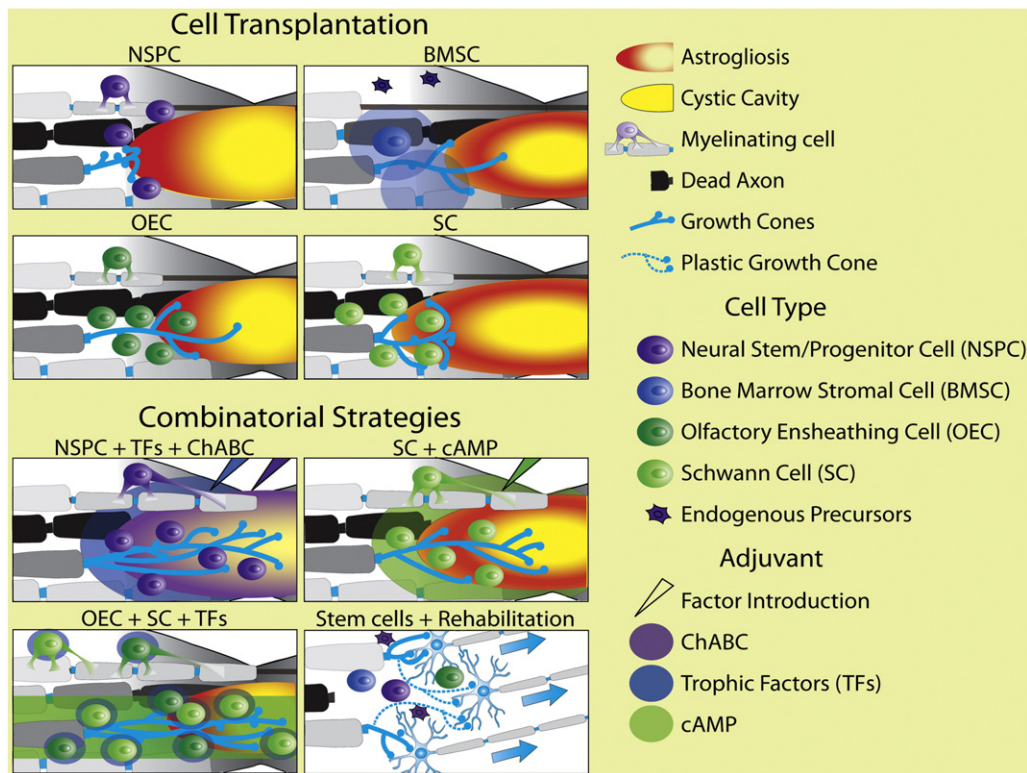 Cell Transplantation
NSPC
BMSC
OEC
SC
Combinatorial Strategies
NSPC + TFs + ChABC
SC + cAMP
OEC + SC + TFs
Stem cells + Rehabilitation
Astrogliosis
Cystic Cavity
Myelinating cell
Dead Axon
Growth Cones
Plastic Growth Cone
Cell Type
Neural Stem/Progenitor Cell (NSPC)
Bone Marrow Stromal Cell (BMSC)
Olfactory Ensheathing Cell (OEC)
Schwann Cell (SC)
Endogenous Precursors
Adjuvant
Factor Introduction
ChABC
Trophic Factors (TFs)
cAMP